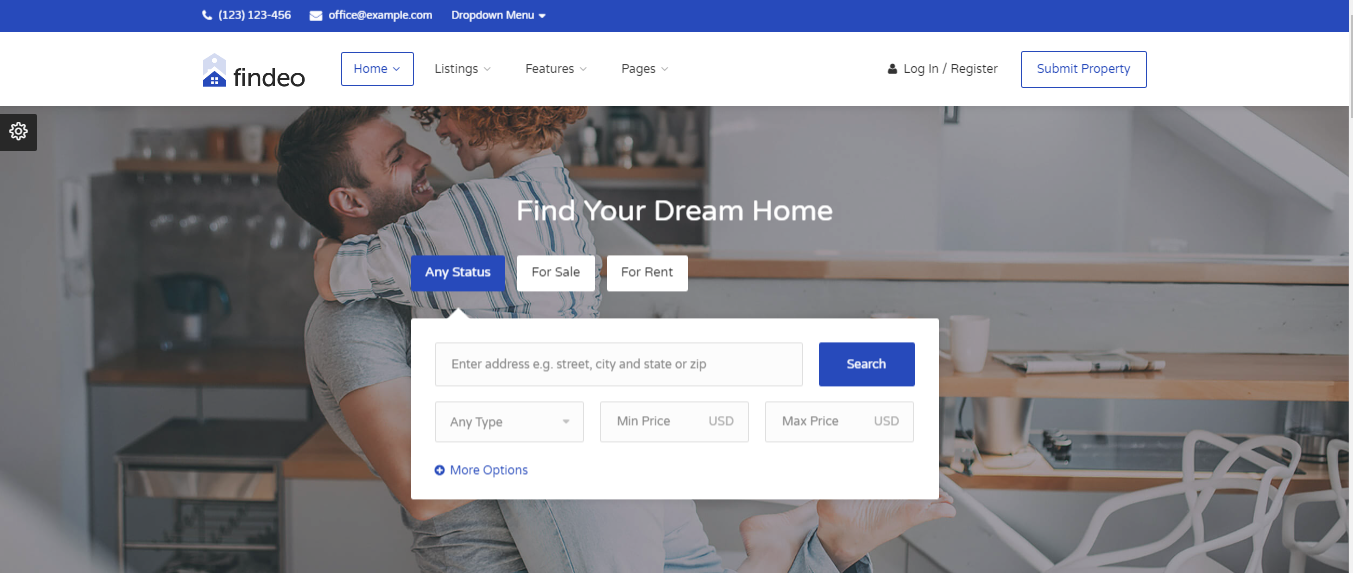 (123) 123-456 office@example.com Dropdown Menu
findeo Home Listings Features Pages Log In / Register Submit Property
Find Your Dream Home
Any Status For Sale For Rent
Enter address e.g. street, city and state or zip Search
Any Type Min Price USD Max Price USD
More Options